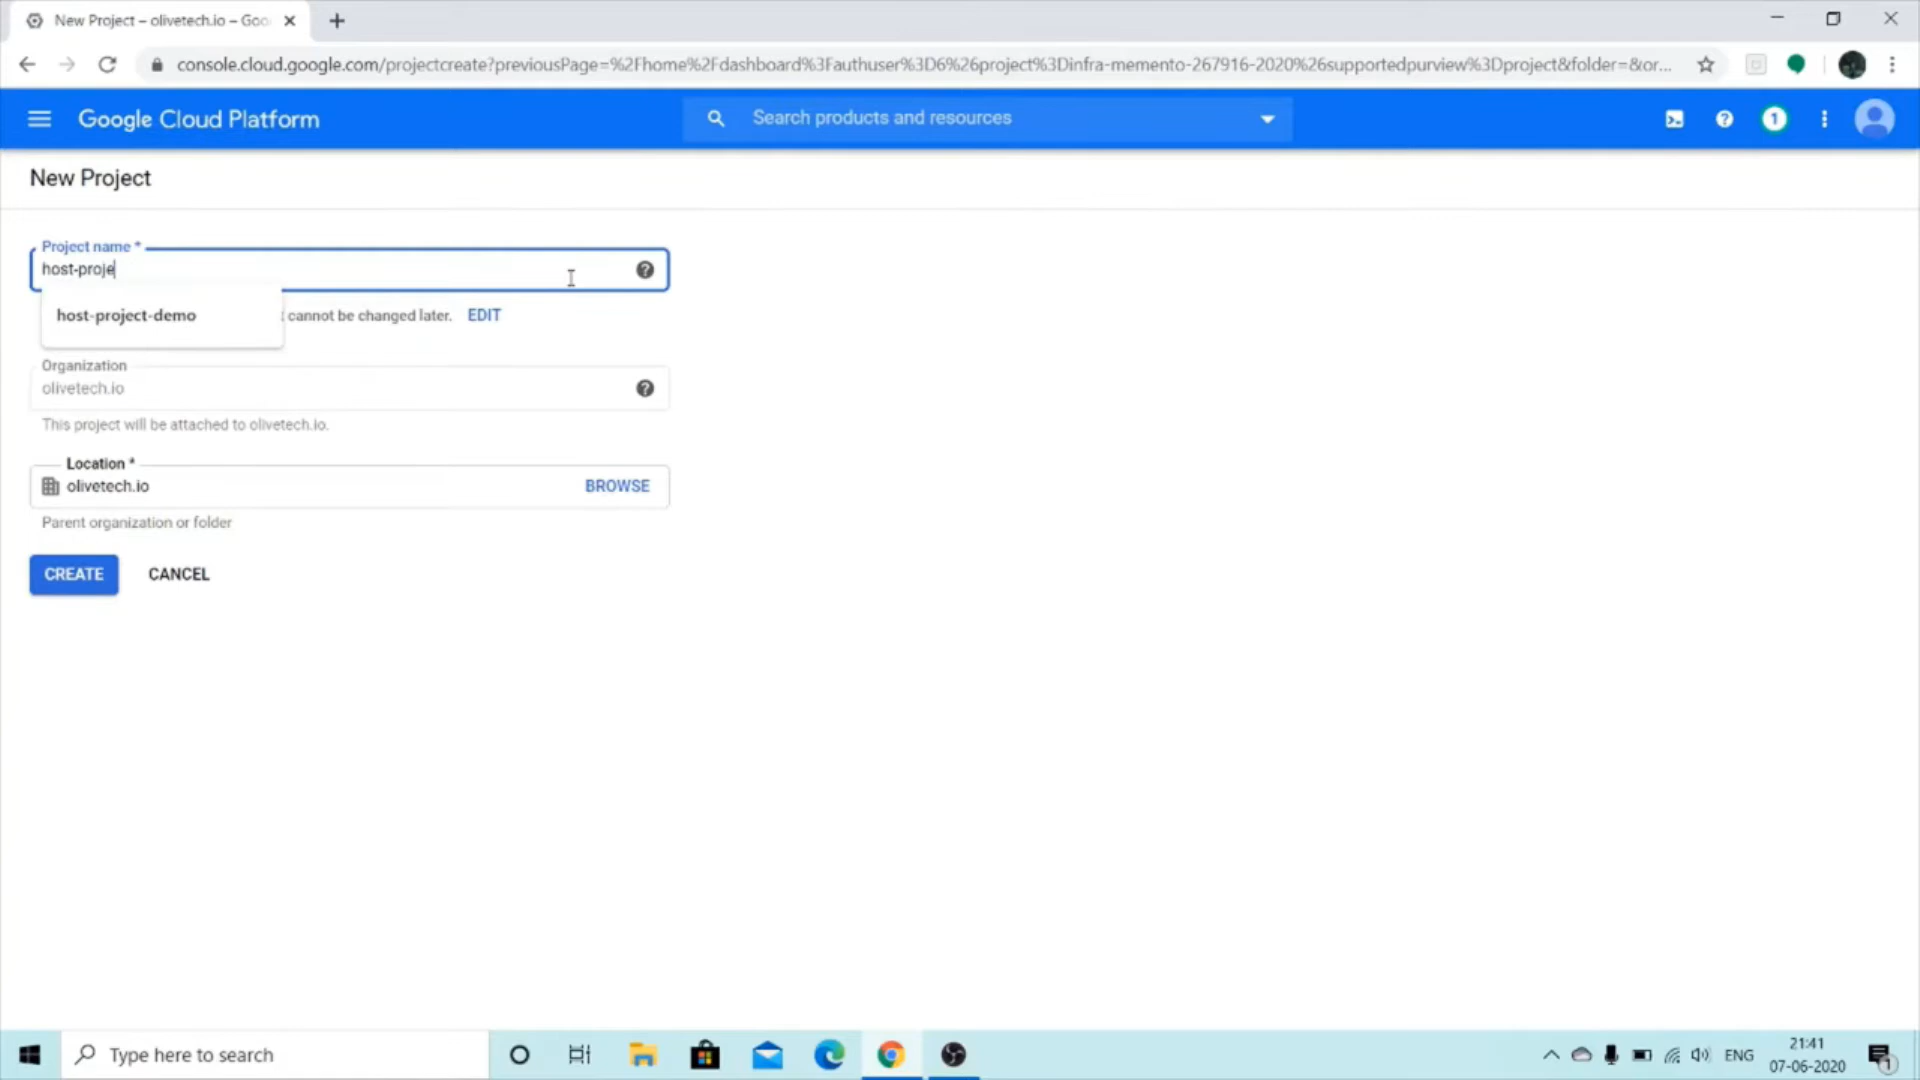 New Project – olivetech.io – Goo
console.cloud.google.com/projectcreate?previousPage=%2Fhome%2Fdashboard%3Fauthuser%3D6%26project%3Dinfra-memento-267916-2020%26supportedpurview%3Dproject&folder=&or...
Google Cloud Platform
Search products and resources
1
New Project
Project name *
host-proje
host-project-demo
cannot be changed later. EDIT
Organization
olivetech.io
This project will be attached to olivetech.io.
Location *
olivetech.io
BROWSE
Parent organization or folder
CREATE
CANCEL
Type here to search
ENG
21:41
07-06-2020
1